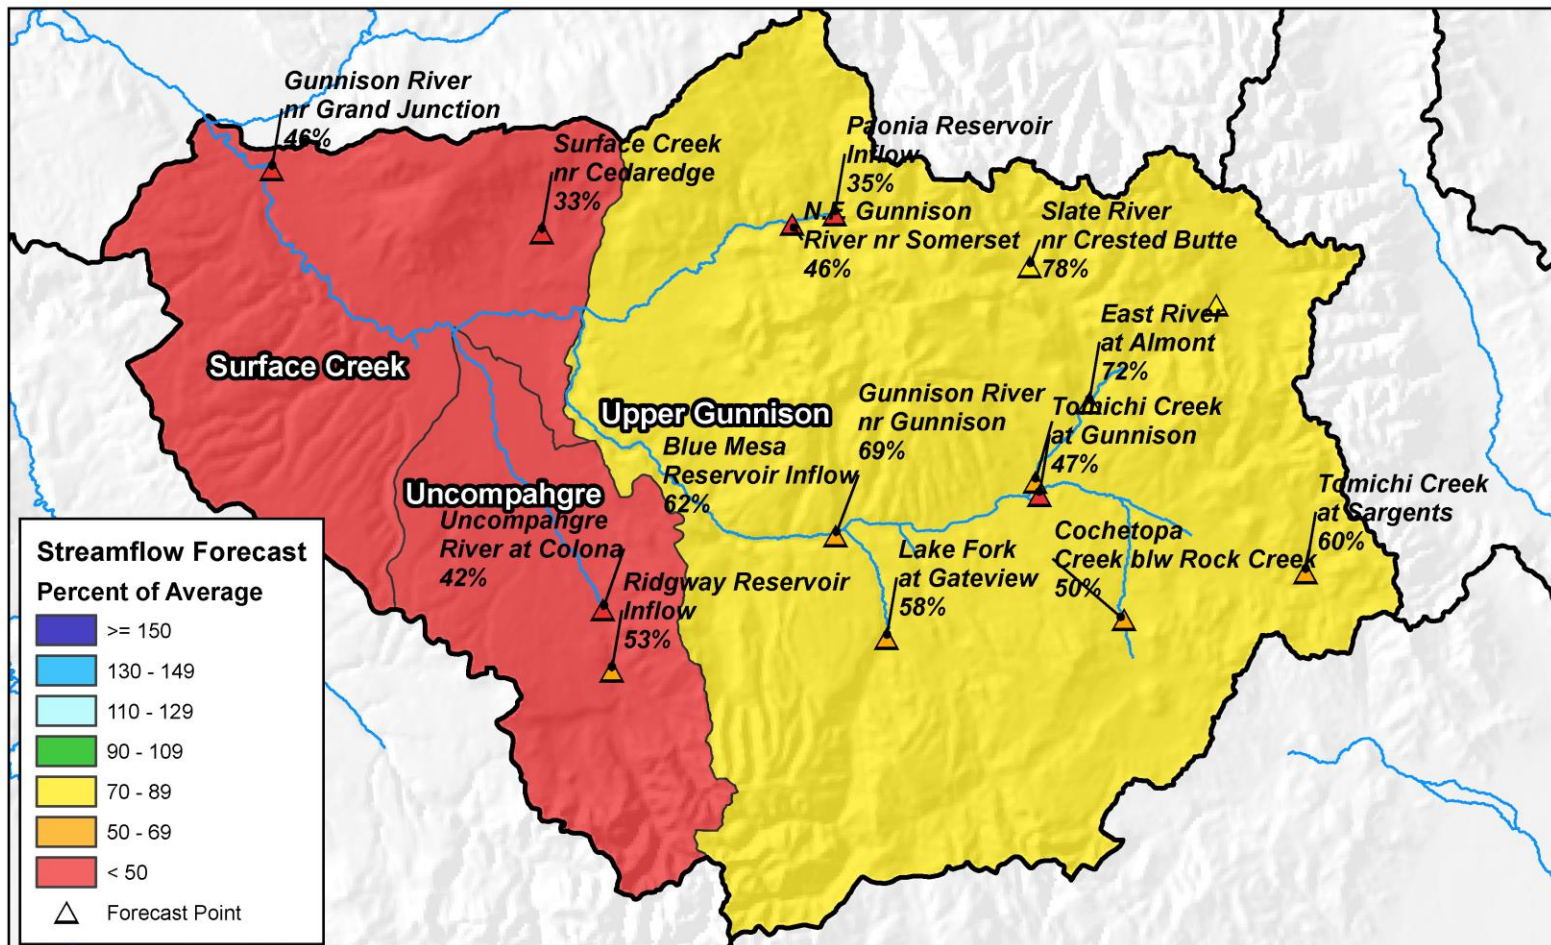 Gunnison River
nr Grand Junction
46%
Surface Creek
nr Cedaredge
33%
Paonia Reservoir
Inflow
35%
N.F. Gunnison
River nr Somerset
46%
Slate River
nr Crested Butte
78%
East River
at Almont
72%
Surface Creek
Upper Gunnison
Gunnison River
nr Gunnison
69%
Tomichi Creek
at Gunnison
47%
Blue Mesa
Reservoir Inflow
62%
Uncompahgre
Uncompahgre
River at Colona
42%
Ridgway Reservoir
Inflow
53%
Lake Fork
at Gateview
58%
Cochetopa
Creek blw Rock Creek
50%
Tomichi Creek
at Sargents
60%
Streamflow Forecast
Percent of Average
>= 150
130 - 149
110 - 129
90 - 109
70 - 89
50 - 69
< 50
Forecast Point